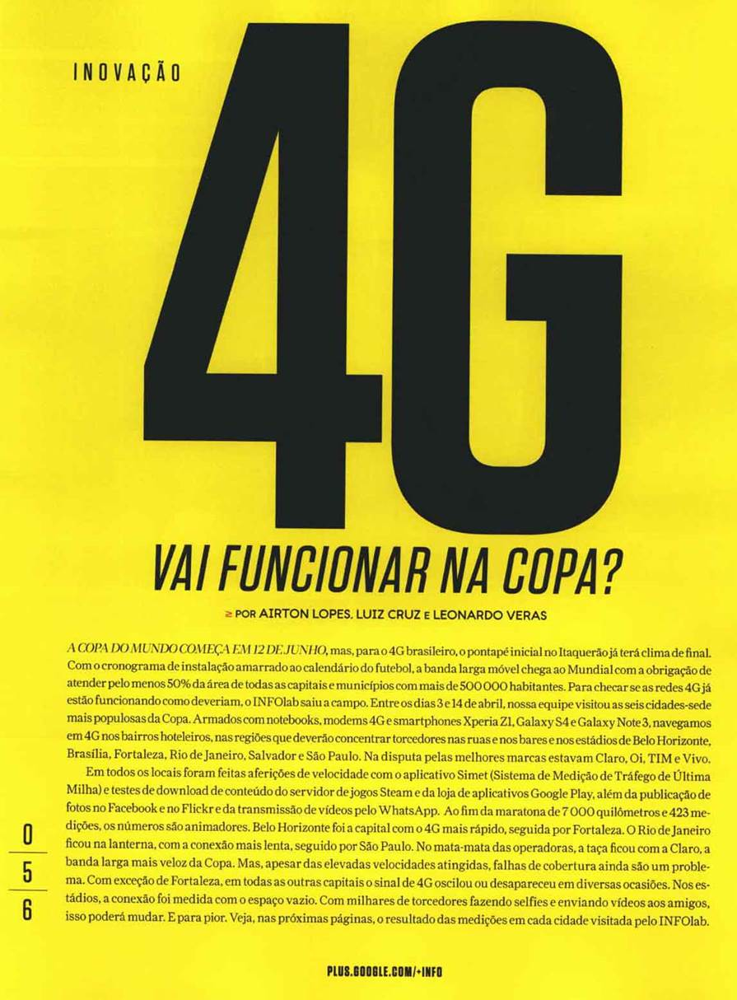 INOVAÇÃO
4G
VAI FUNCIONAR NA COPA?
≥ POR AIRTON LOPES, LUIZ CRUZ E LEONARDO VERAS
A COPA DO MUNDO COMEÇA EM 12 DE JUNHO, mas, para o 4G brasileiro, o pontapé inicial no Itaquerão já terá clima de final.
Com o cronograma de instalação amarrado ao calendário do futebol, a banda larga móvel chega ao Mundial com a obrigação de
atender pelo menos 50% da área de todas as capitais e municípios com mais de 500 000 habitantes. Para checar se as redes 4G já
estão funcionando como deveriam, o INFOlab saiu a campo. Entre os dias 3 e 14 de abril, nossa equipe visitou as seis cidades-sede
mais populosas da Copa. Armados com notebooks, modems 4G e smartphones Xperia Z1, Galaxy S4 e Galaxy Note 3, navegamos
em 4G nos bairros hoteleiros, nas regiões que deverão concentrar torcedores nas ruas e nos bares e nos estádios de Belo Horizonte,
Brasília, Fortaleza, Rio de Janeiro, Salvador e São Paulo. Na disputa pelas melhores marcas estavam Claro, Oi, TIM e Vivo.
Em todos os locais foram feitas aferições de velocidade com o aplicativo Simet (Sistema de Medição de Tráfego de Última
Milha) e testes de download de conteúdo do servidor de jogos Steam e da loja de aplicativos Google Play, além da publicação de
fotos no Facebook e no Flickr e da transmissão de vídeos pelo WhatsApp. Ao fim da maratona de 7 000 quilômetros e 423 me-
dições, os números são animadores. Belo Horizonte foi a capital com o 4G mais rápido, seguida por Fortaleza. O Rio de Janeiro
ficou na lanterna, com a conexão mais lenta, seguido por São Paulo. No mata-mata das operadoras, a taça ficou com a Claro, a
banda larga mais veloz da Copa. Mas, apesar das elevadas velocidades atingidas, falhas de cobertura ainda são um proble-
ma. Com exceção de Fortaleza, em todas as outras capitais o sinal de 4G oscilou ou desapareceu em diversas ocasiões. Nos es-
tádios, a conexão foi medida com o espaço vazio. Com milhares de torcedores fazendo selfies e enviando vídeos aos amigos,
isso poderá mudar. E para pior. Veja, nas próximas páginas, o resultado das medições em cada cidade visitada pelo INFOlab.
0
5
6
PLUS.GOOGLE.COM/+INFO